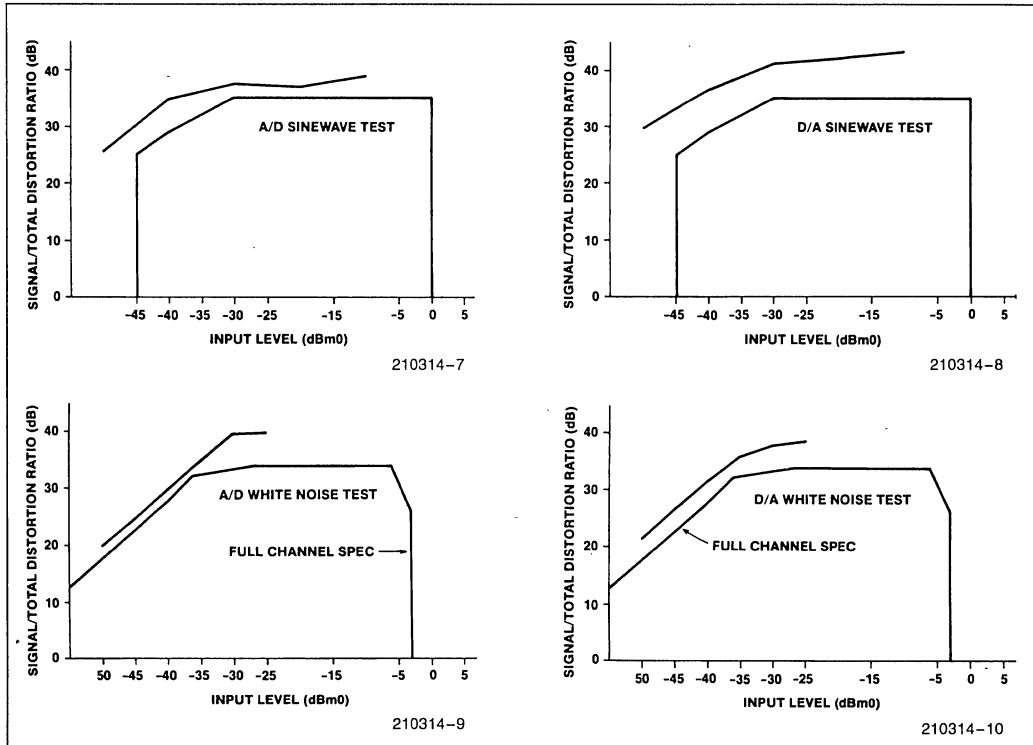 SIGNAL/TOTAL DISTORTION RATIO (dB)
40
30
20
10
0
A/D SINEWAVE TEST
-45 -40 -35 -30 -15 -5 0 5
INPUT LEVEL (dBm0)
210314-7
SIGNAL/TOTAL DISTORTION RATIO (dB)
40
30
20
10
0
D/A SINEWAVE TEST
-45 -40 -35 -30 -15 -5 0 5
INPUT LEVEL (dBm0)
210314-8
SIGNAL/TOTAL DISTORTION RATIO (dB)
40
30
20
10
0
A/D WHITE NOISE TEST
FULL CHANNEL SPEC
50 -45 -40 -35 -30 -25 -5 0 5
INPUT LEVEL (dBm0)
210314-9
SIGNAL/TOTAL DISTORTION RATIO (dB)
40
30
20
10
0
D/A WHITE NOISE TEST
FULL CHANNEL SPEC
50 -45 -40 -35 -30 -25 -5 0 5
INPUT LEVEL (dBm0)
210314-10